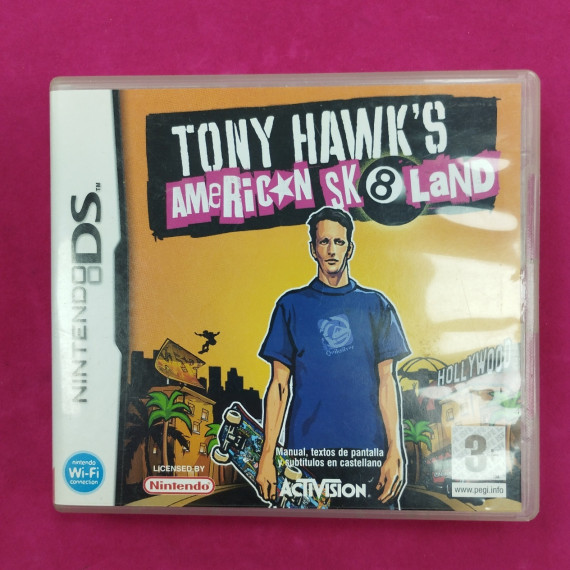 NINTENDO DS™
TONY HAWK'S
AMeRiCAN SK8LaND
HOLLYWOOD
Manual, textos de pantalla
y subtítulos en castellano
nintendo
Wi-Fi
connection
LICENSED BY
Nintendo
ACTIVISION
3
www.pegi.info